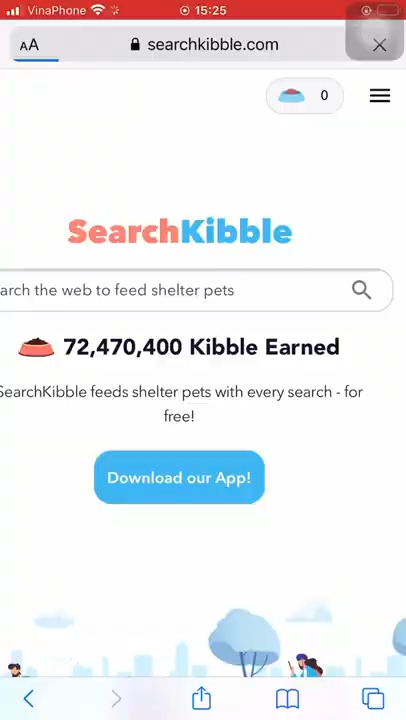 VinaPhone 15:25
AA searchkibble.com
0
SearchKibble
arch the web to feed shelter pets
72,470,400 Kibble Earned
SearchKibble feeds shelter pets with every search - for
free!
Download our App!